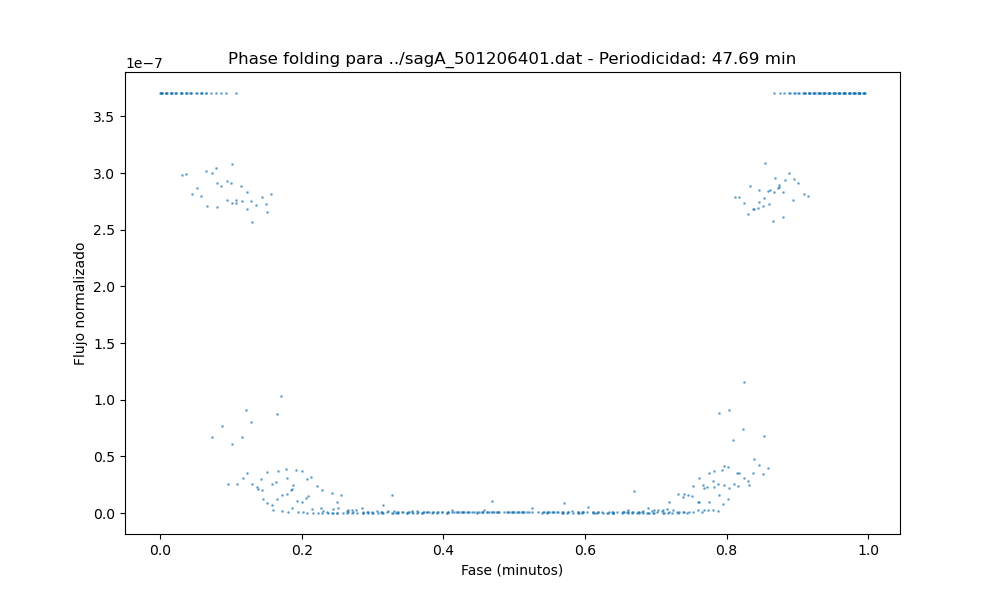 Phase folding para ../sagA_501206401.dat - Periodicidad: 47.69 min
1e−7
3.5
3.0
2.5
2.0
1.5
1.0
0.5
0.0
Flujo normalizado
0.0 0.2 0.4 0.6 0.8 1.0
Fase (minutos)